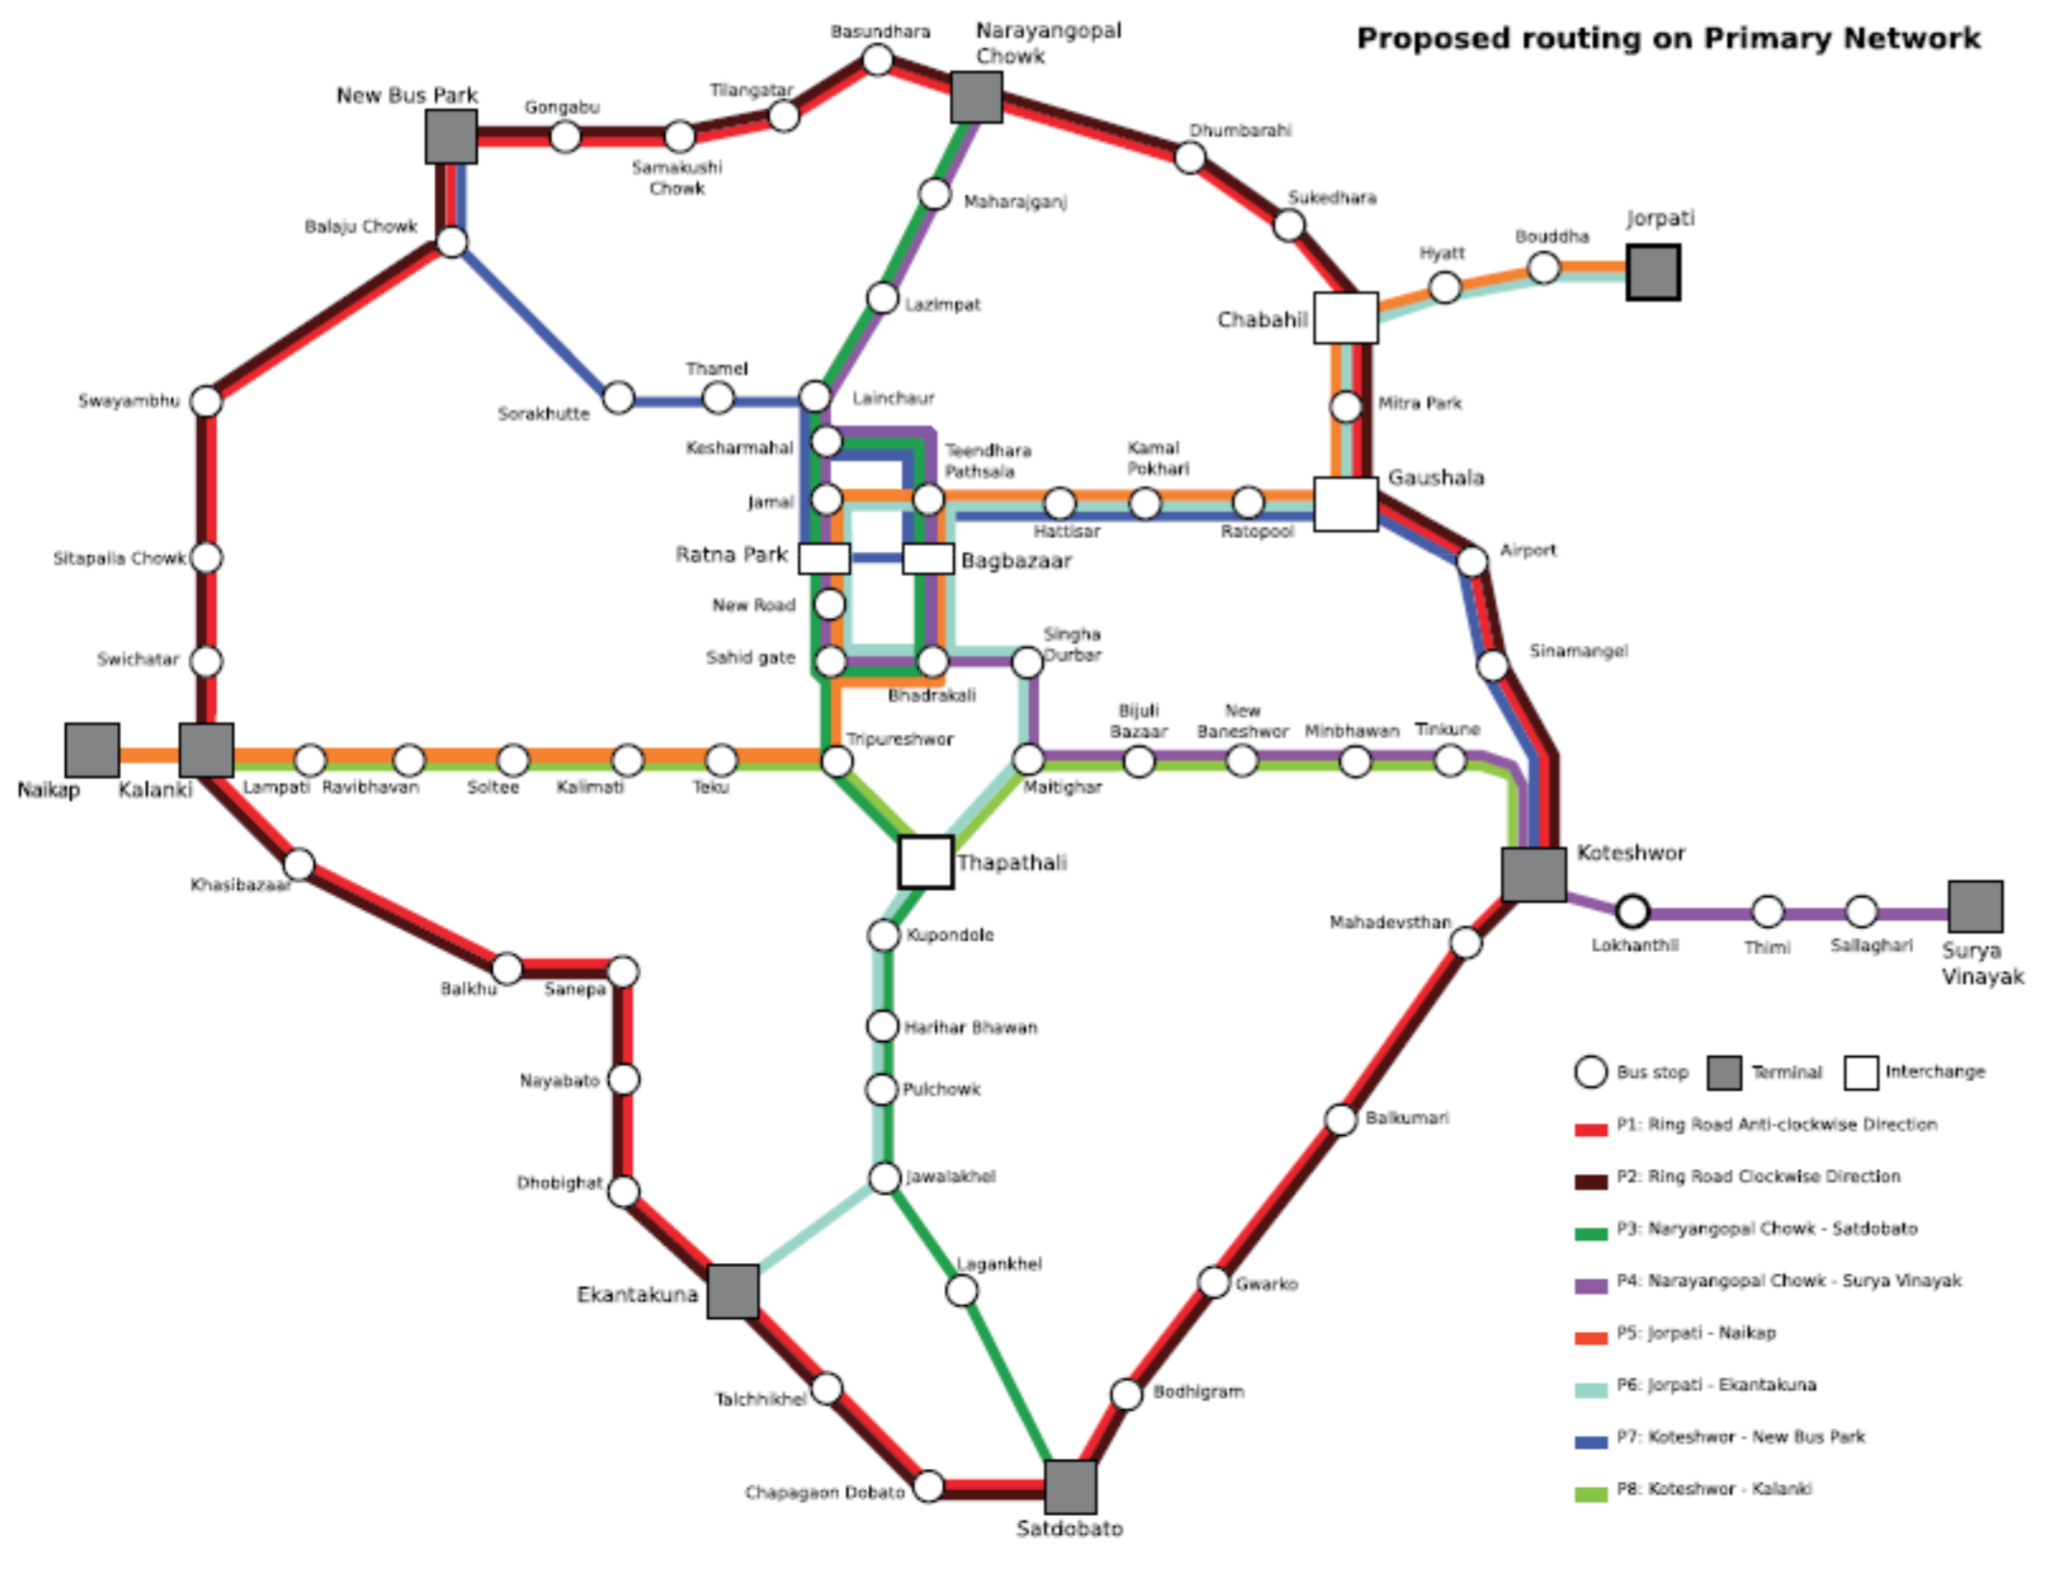 Proposed routing on Primary Network
Basundhara
Narayangopal
Chowk
New Bus Park
Gongabu
Tilangatar
Samakushi
Chowk
Dhumbarahi
Maharajganj
Sukedhara
Jorpati
Balaju Chowk
Bouddha
Hyatt
Lazimpat
Chabahil
Thamel
Swayambhu
Sorakhutte
Lainchaur
Mitra Park
Kesharmahal
Teendhara
Pathsala
Kamal
Pokhari
Gaushala
Jamal
Hattisar
Ratopool
Ratna Park
Bagbazaar
Airport
Sitapaila Chowk
New Road
Singha
Durbar
Swichatar
Sahid gate
Sinamangel
Bhadrakali
Bijuli
Bazaar
New
Baneshwor
Minbhawan
Tinkune
Tripureshwor
Naikap
Kalanki
Lampati
Ravibhavan
Soltee
Kalimati
Teku
Maitighar
Koteshwor
Thapathali
Khasibazaar
Kupondole
Mahadevsthan
Lokhanthli
Thimi
Sallaghari
Surya
Vinayak
Balkhu
Sanepa
Harihar Bhawan
Nayabato
Pulchowk
Bus stop
Terminal
Interchange
Balkumari
P1: Ring Road Anti-clockwise Direction
Dhobighat
Jawalakhel
P2: Ring Road Clockwise Direction
P3: Naryangopal Chowk - Satdobato
Lagankhel
Ekantakuna
Gwarko
P4: Narayangopal Chowk - Surya Vinayak
P5: Jorpati - Naikap
Talchhikhel
Bodhigram
P6: Jorpati - Ekantakuna
P7: Koteshwor - New Bus Park
Chapagaon Dobato
P8: Koteshwor - Kalanki
Satdobato